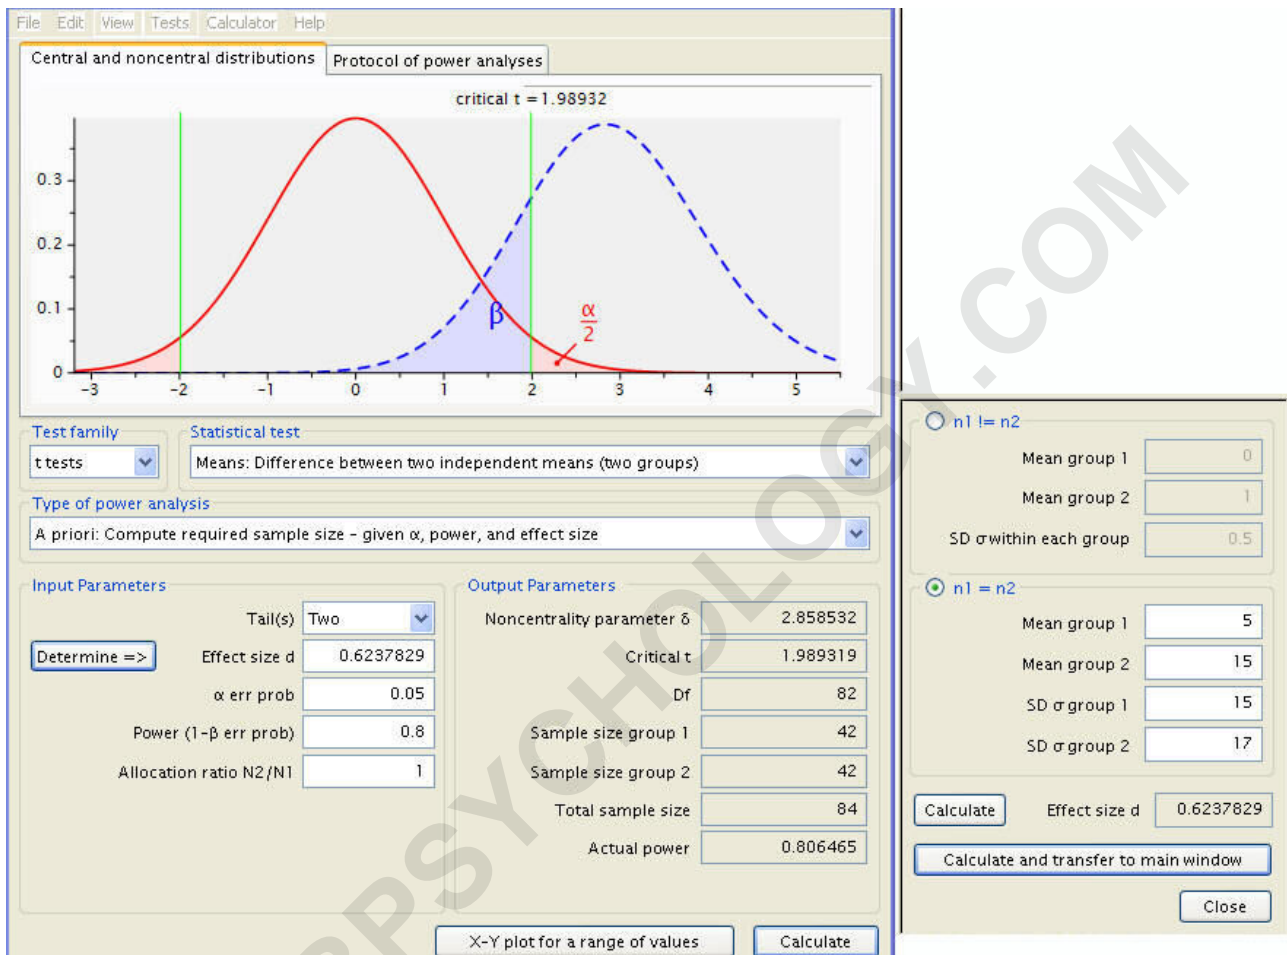 File Edit View Tests Calculator Help
Central and noncentral distributions
Protocol of power analyses
critical t = 1.98932
0.3
0.2
0.1
0
-3 -2 -1 0 1 2 3 4 5
β
α
2
Test family
t tests
Statistical test
Means: Difference between two independent means (two groups)
Type of power analysis
A priori: Compute required sample size - given α, power, and effect size
Input Parameters
Tail(s) Two
Determine => Effect size d 0.6237829
α err prob 0.05
Power (1-β err prob) 0.8
Allocation ratio N2/N1 1
Output Parameters
Noncentrality parameter δ 2.858532
Critical t 1.989319
Df 82
Sample size group 1 42
Sample size group 2 42
Total sample size 84
Actual power 0.806465
X-Y plot for a range of values
Calculate
n1 != n2
Mean group 1 0
Mean group 2 1
SD σ within each group 0.5
n1 = n2
Mean group 1 5
Mean group 2 15
SD σ group 1 15
SD σ group 2 17
Calculate Effect size d 0.6237829
Calculate and transfer to main window
Close
PSYCHOLOGY.COM